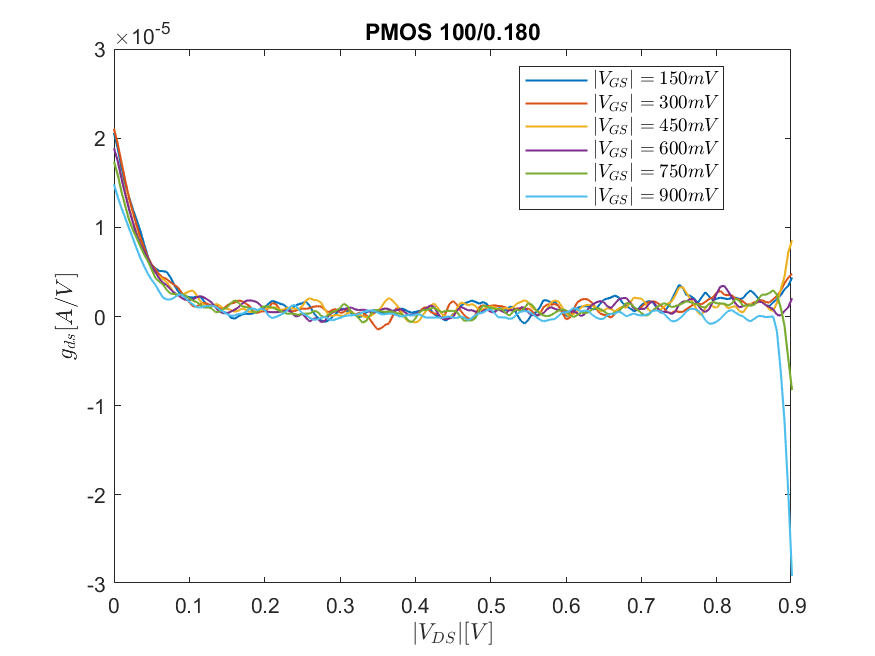 PMOS 100/0.180
×10-5
3
2
1
0
-1
-2
-3
g_ds[A/V]
|V_GS| = 150mV
|V_GS| = 300mV
|V_GS| = 450mV
|V_GS| = 600mV
|V_GS| = 750mV
|V_GS| = 900mV
0 0.1 0.2 0.3 0.4 0.5 0.6 0.7 0.8 0.9
|V_DS|[V]